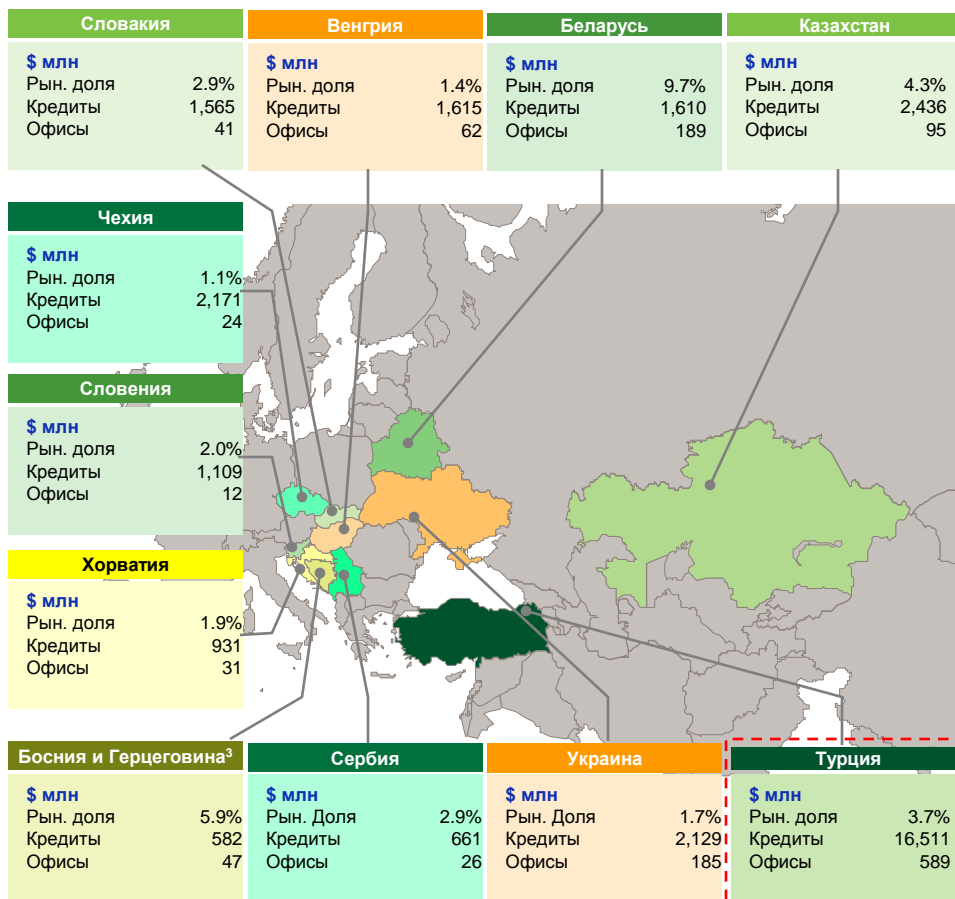 Словакия
$ млн
Рын. доля 2.9%
Кредиты 1,565
Офисы 41
Венгрия
$ млн
Рын. доля 1.4%
Кредиты 1,615
Офисы 62
Беларусь
$ млн
Рын. доля 9.7%
Кредиты 1,610
Офисы 189
Казахстан
$ млн
Рын. доля 4.3%
Кредиты 2,436
Офисы 95
Чехия
$ млн
Рын. доля 1.1%
Кредиты 2,171
Офисы 24
Словения
$ млн
Рын. доля 2.0%
Кредиты 1,109
Офисы 12
Хорватия
$ млн
Рын. доля 1.9%
Кредиты 931
Офисы 31
Босния и Герцеговина³
$ млн
Рын. доля 5.9%
Кредиты 582
Офисы 47
Сербия
$ млн
Рын. Доля 2.9%
Кредиты 661
Офисы 26
Украина
$ млн
Рын. Доля 1.7%
Кредиты 2,129
Офисы 185
Турция
$ млн
Рын. доля 3.7%
Кредиты 16,511
Офисы 589